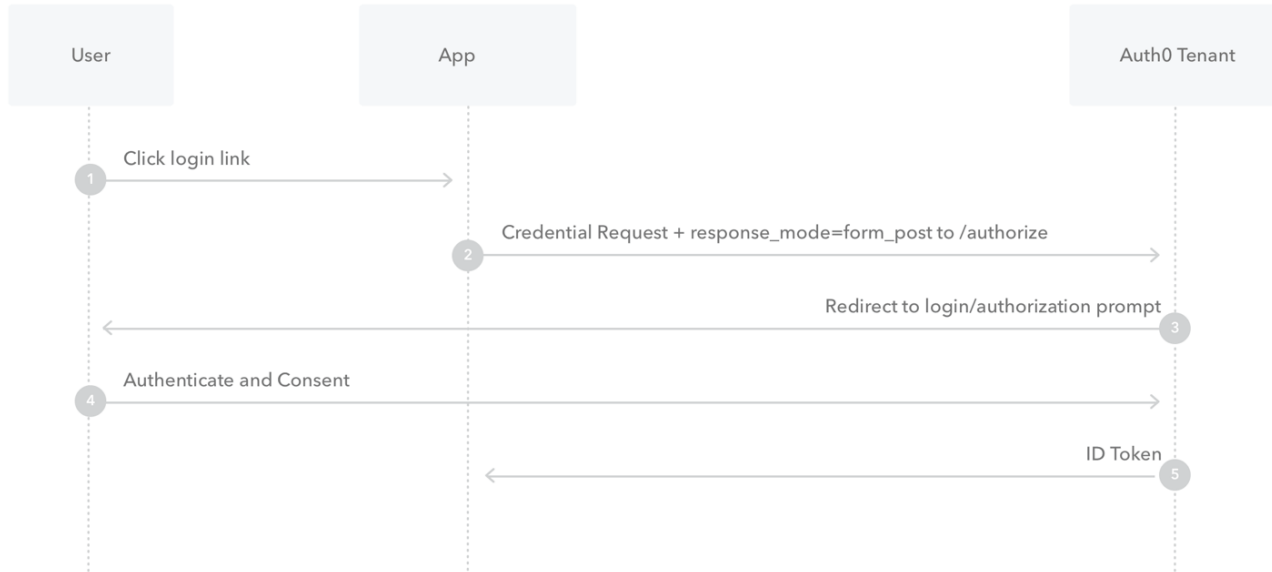 User
App
Auth0 Tenant
Click login link
1
Credential Request + response_mode=form_post to /authorize
2
Redirect to login/authorization prompt
3
Authenticate and Consent
4
ID Token
5